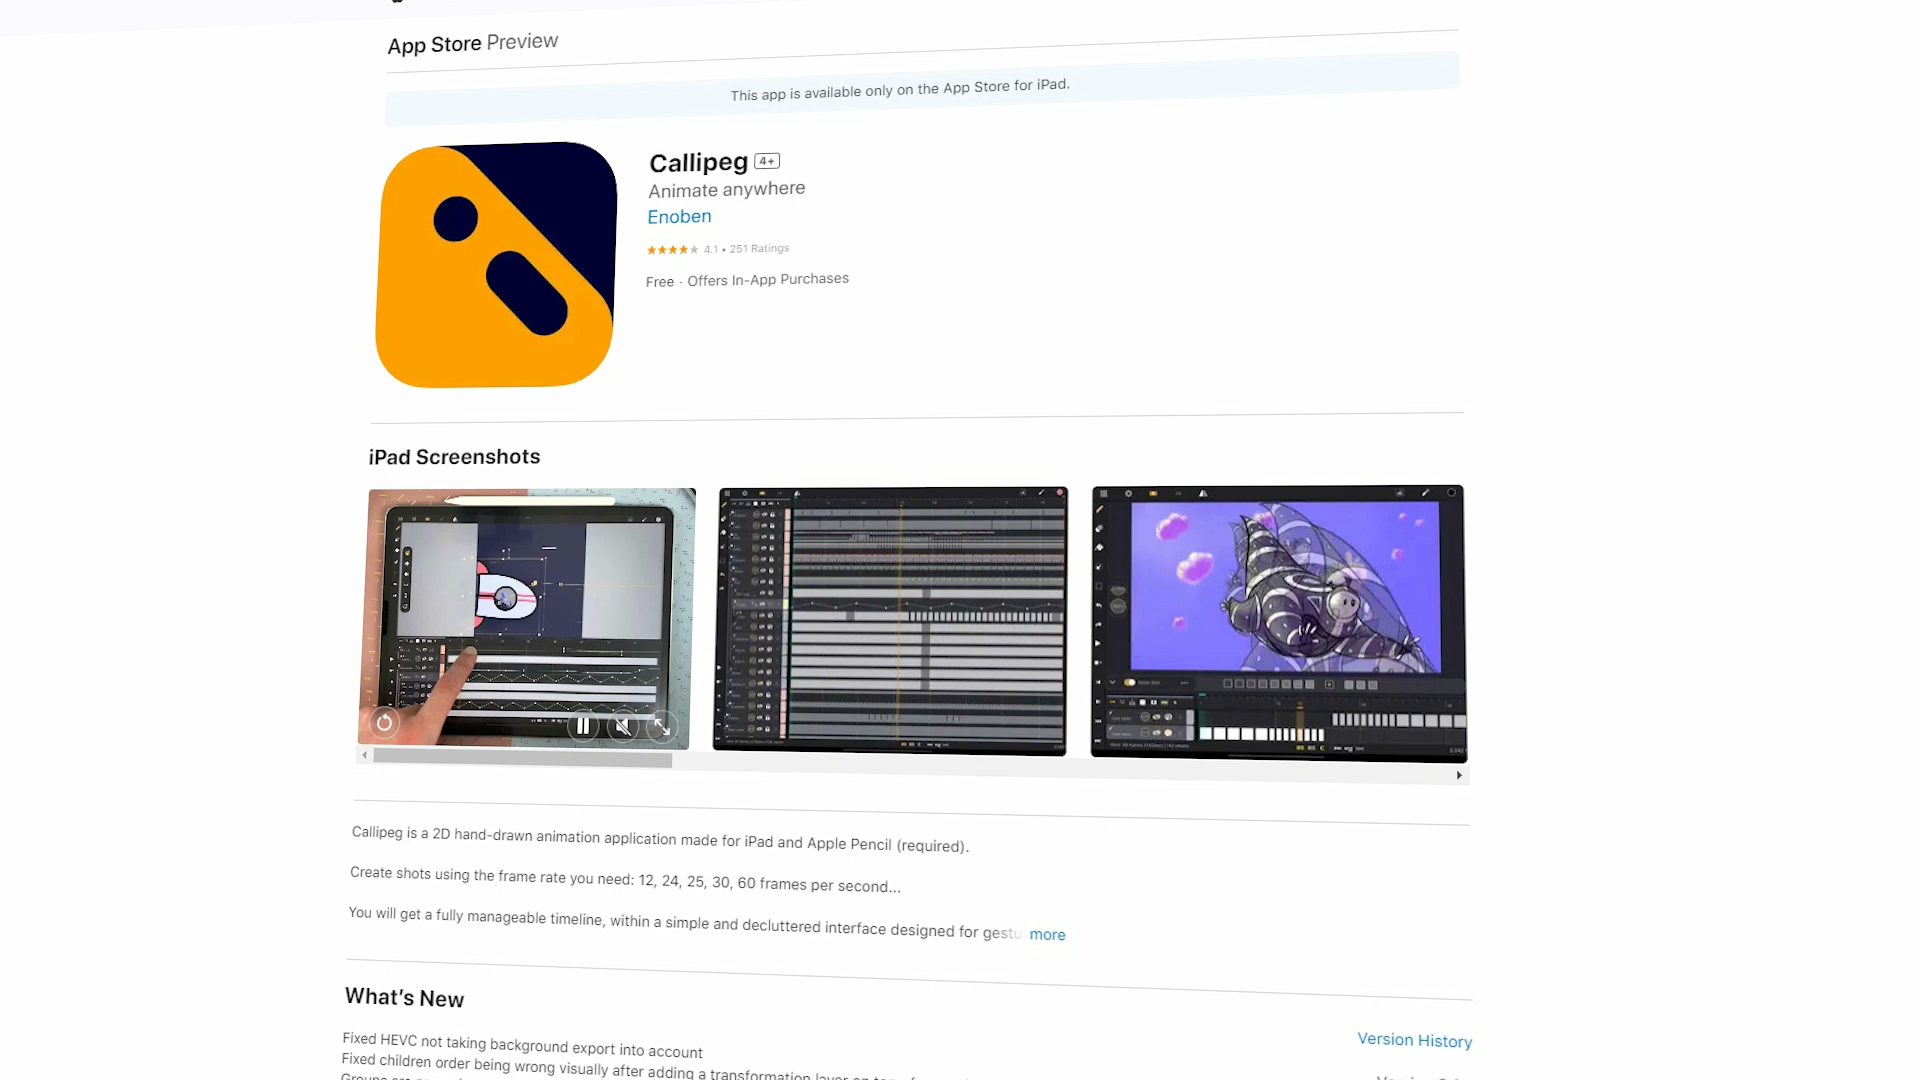 App Store Preview
This app is available only on the App Store for iPad.
Callipeg 4+
Animate anywhere
Enoben
4.1 • 251 Ratings
Free · Offers In-App Purchases
iPad Screenshots
Callipeg is a 2D hand-drawn animation application made for iPad and Apple Pencil (required).
Create shots using the frame rate you need: 12, 24, 25, 30, 60 frames per second...
You will get a fully manageable timeline, within a simple and decluttered interface designed for gestu more
What's New
Version History
Fixed HEVC not taking background export into account
Fixed children order being wrong visually after adding a transformation layer on top